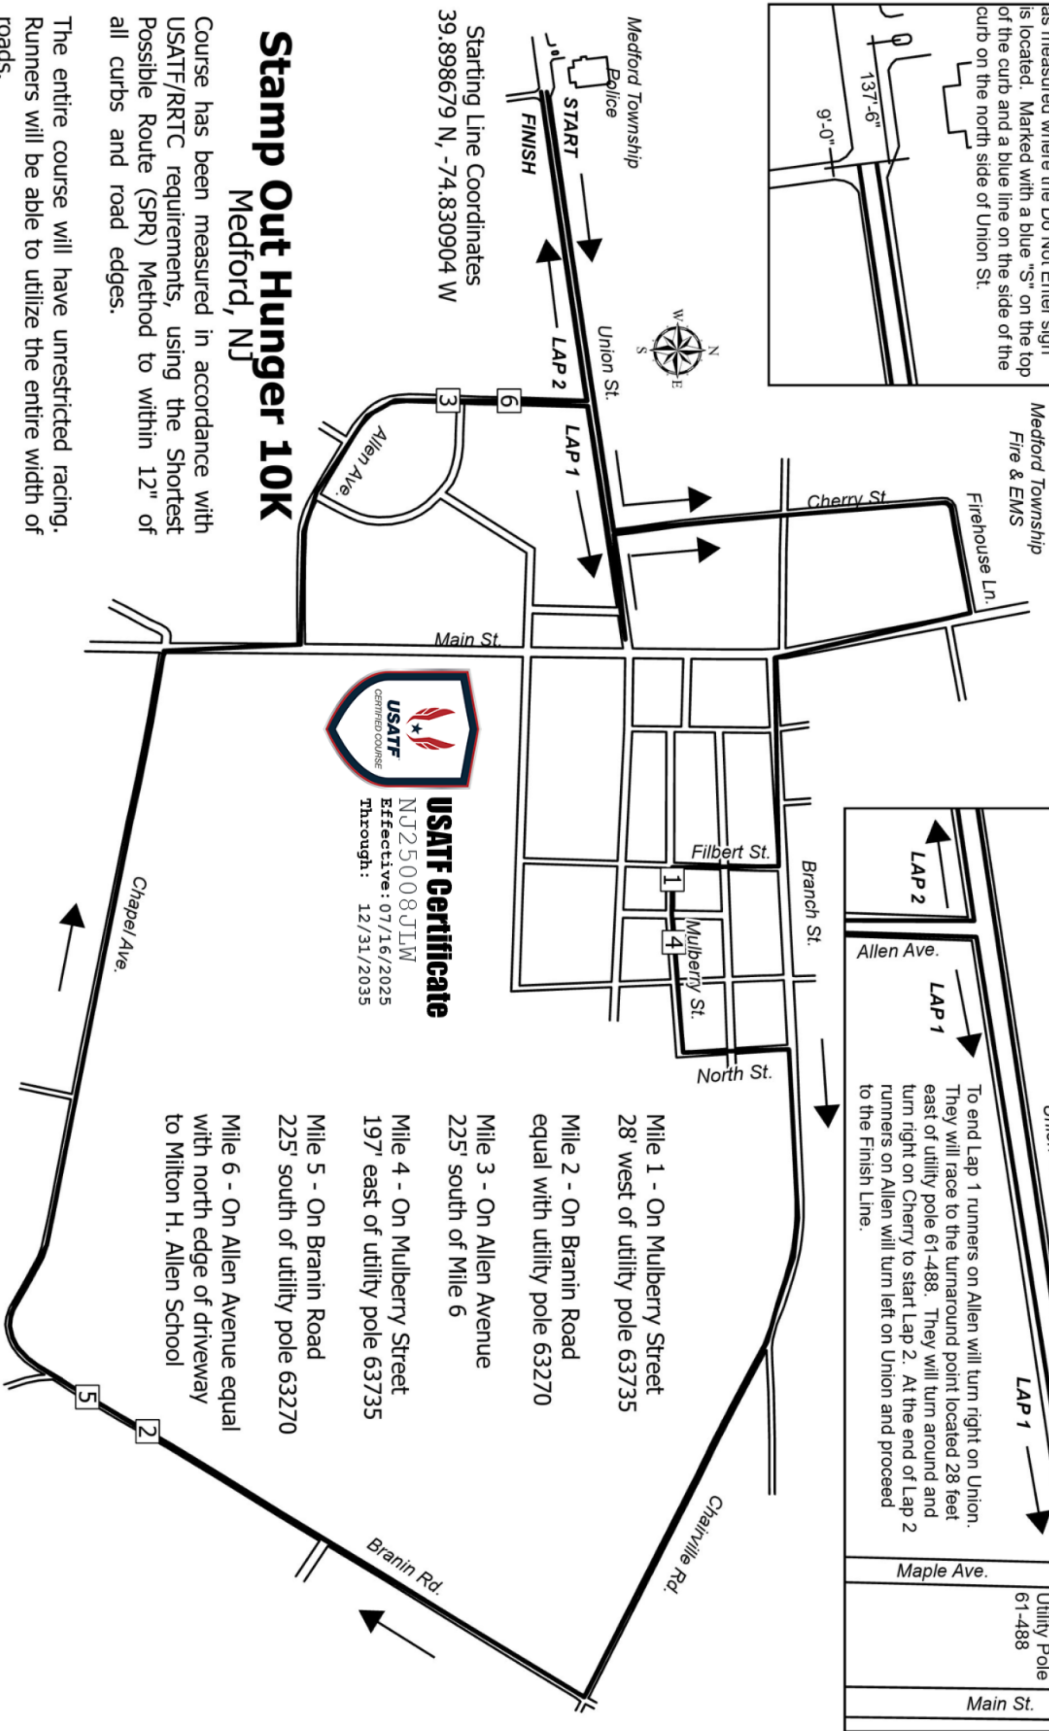 as measured where the Do Not Enter sign
is located. Marked with a blue "S" on the top
of the curb and a blue line on the side of the
curb on the north side of Union St.
137'-6"
9'-0"
Medford Township
Police
Medford Township
Fire & EMS
START
FINISH
Starting Line Coordinates
39.898679 N, -74.830904 W
N
W
E
S
Union St.
LAP 2
LAP 1
Cherry St.
Firehouse Ln.
3
6
Allen Ave.
Main St.
Stamp Out Hunger 10K
Medford, NJ
Course has been measured in accordance with
USATF/RRTC requirements, using the Shortest
Possible Route (SPR) Method to within 12" of
all curbs and road edges.
The entire course will have unrestricted racing.
Runners will be able to utilize the entire width of
roads.
USATF
CERTIFIED COURSE
USATF Certificate
NJ25008JLW
Effective: 07/16/2025
Through: 12/31/2035
Filbert St.
1
4
Mulberry St.
Branch St.
North St.
Chapel Ave.
Mile 1 - On Mulberry Street
28' west of utility pole 63735
Mile 2 - On Branin Road
equal with utility pole 63270
Mile 3 - On Allen Avenue
225' south of Mile 6
Mile 4 - On Mulberry Street
197' east of utility pole 63735
Mile 5 - On Branin Road
225' south of utility pole 63270
Mile 6 - On Allen Avenue equal
with north edge of driveway
to Milton H. Allen School
5
2
Branin Rd.
Chairville Rd.
LAP 2
Allen Ave.
LAP 1
LAP 1
To end Lap 1 runners on Allen will turn right on Union.
They will race to the turnaround point located 28 feet
east of utility pole 61-488. They will turn around and
turn right on Cherry to start Lap 2. At the end of Lap 2
runners on Allen will turn left on Union and proceed
to the Finish Line.
Maple Ave.
Utility Pole
61-488
Main St.